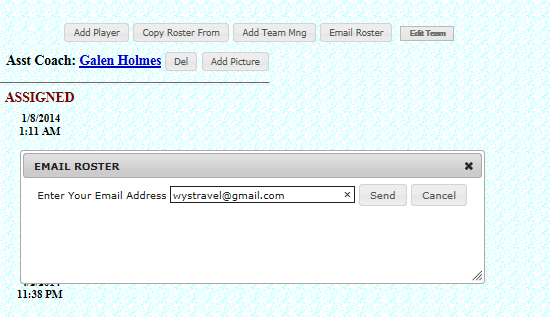 Add Player Copy Roster From Add Team Mng Email Roster Edit Team
Asst Coach: Galen Holmes Del Add Picture
ASSIGNED
1/8/2014
1:11 AM
EMAIL ROSTER
Enter Your Email Address wystravel@gmail.com × Send Cancel
11:38 PM